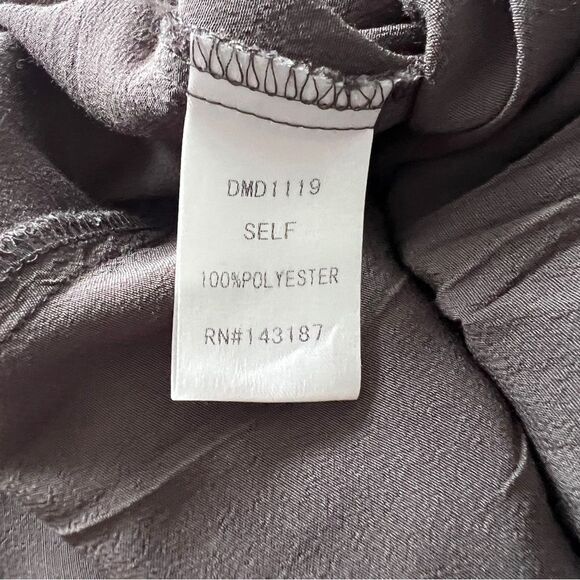 DMD1119
SELF
100%POLYESTER
RN#143187